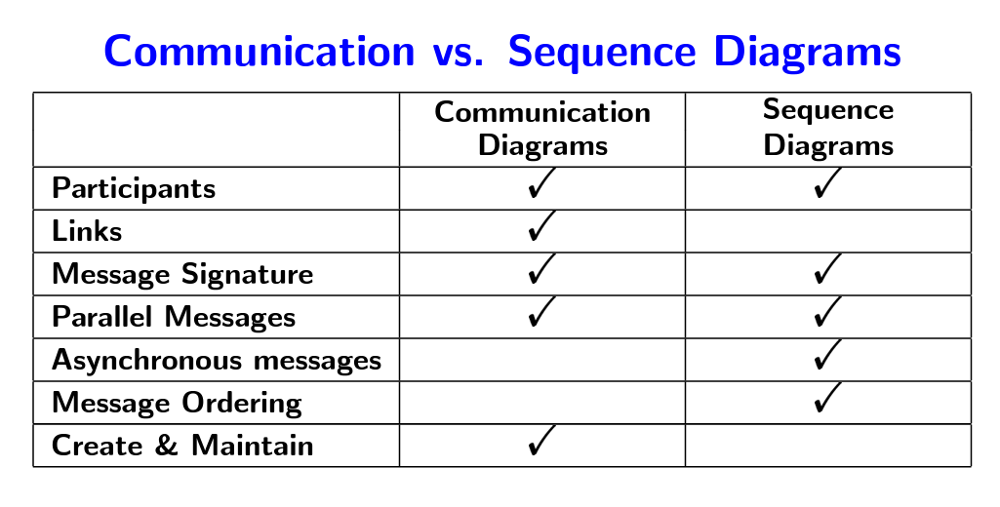 Communication vs. Sequence Diagrams
Communication Diagrams
Sequence Diagrams
Participants ✓ ✓
Links ✓
Message Signature ✓ ✓
Parallel Messages ✓ ✓
Asynchronous messages ✓
Message Ordering ✓
Create & Maintain ✓